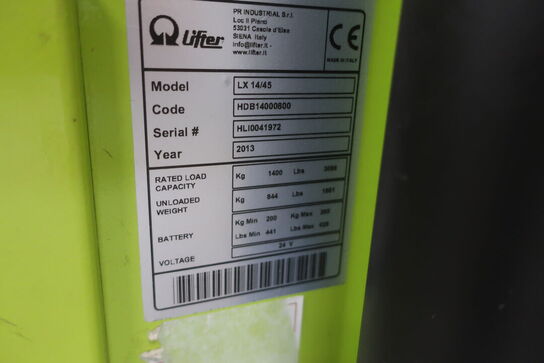 PR INDUSTRIAL S.r.l.
Loc Il Piano
53031 Casole d'Elsa
SIENA Italy
info@lifter.it -
www.lifter.it
Lifter
CE
MADE IN ITALY
Model LX 14/45
Code HDB14000800
Serial # HLI0041972
Year 2013
RATED LOAD CAPACITY Kg 1400 Lbs
UNLOADED WEIGHT Kg 844 Lbs 1861
BATTERY Kg Min 200 Kg Max
Lbs Min 441 Lbs Max
VOLTAGE 24 V